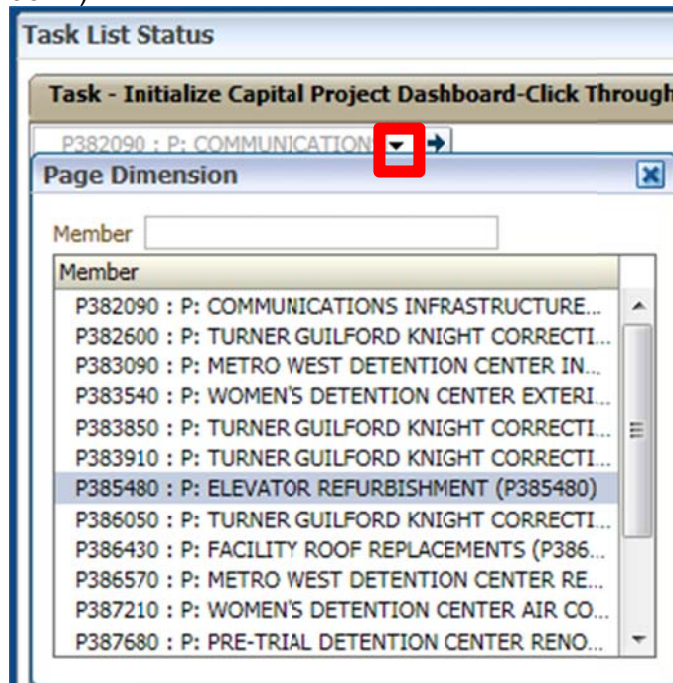 Task List Status
Task - Initialize Capital Project Dashboard-Click Through
P382090 : P: COMMUNICATION
Page Dimension
Member
Member
P382090 : P: COMMUNICATIONS INFRASTRUCTURE...
P382600 : P: TURNER GUILFORD KNIGHT CORRECTI...
P383090 : P: METRO WEST DETENTION CENTER IN...
P383540 : P: WOMEN'S DETENTION CENTER EXTERI...
P383850 : P: TURNER GUILFORD KNIGHT CORRECTI...
P383910 : P: TURNER GUILFORD KNIGHT CORRECTI...
P385480 : P: ELEVATOR REFURBISHMENT (P385480)
P386050 : P: TURNER GUILFORD KNIGHT CORRECTI...
P386430 : P: FACILITY ROOF REPLACEMENTS (P386...
P386570 : P: METRO WEST DETENTION CENTER RE...
P387210 : P: WOMEN'S DETENTION CENTER AIR CO...
P387680 : P: PRE-TRIAL DETENTION CENTER RENO...